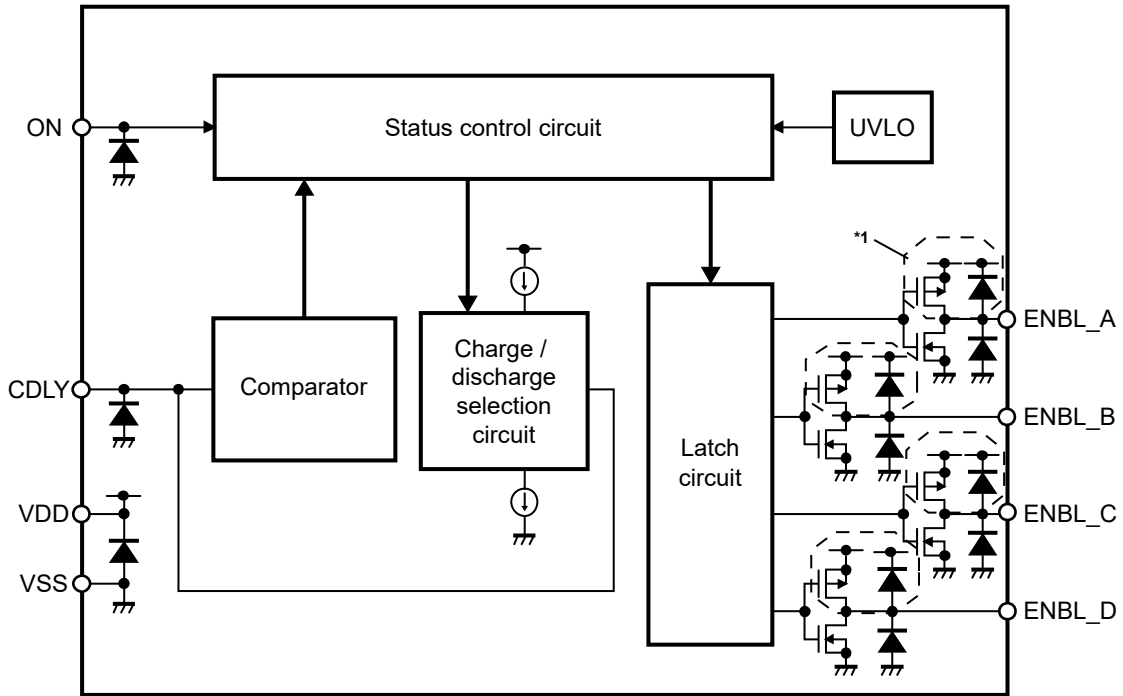 ON
Status control circuit
UVLO
*1
ENBL_A
Charge /
discharge
selection
circuit
Comparator
CDLY
ENBL_B
Latch
circuit
VDD
ENBL_C
VSS
ENBL_D